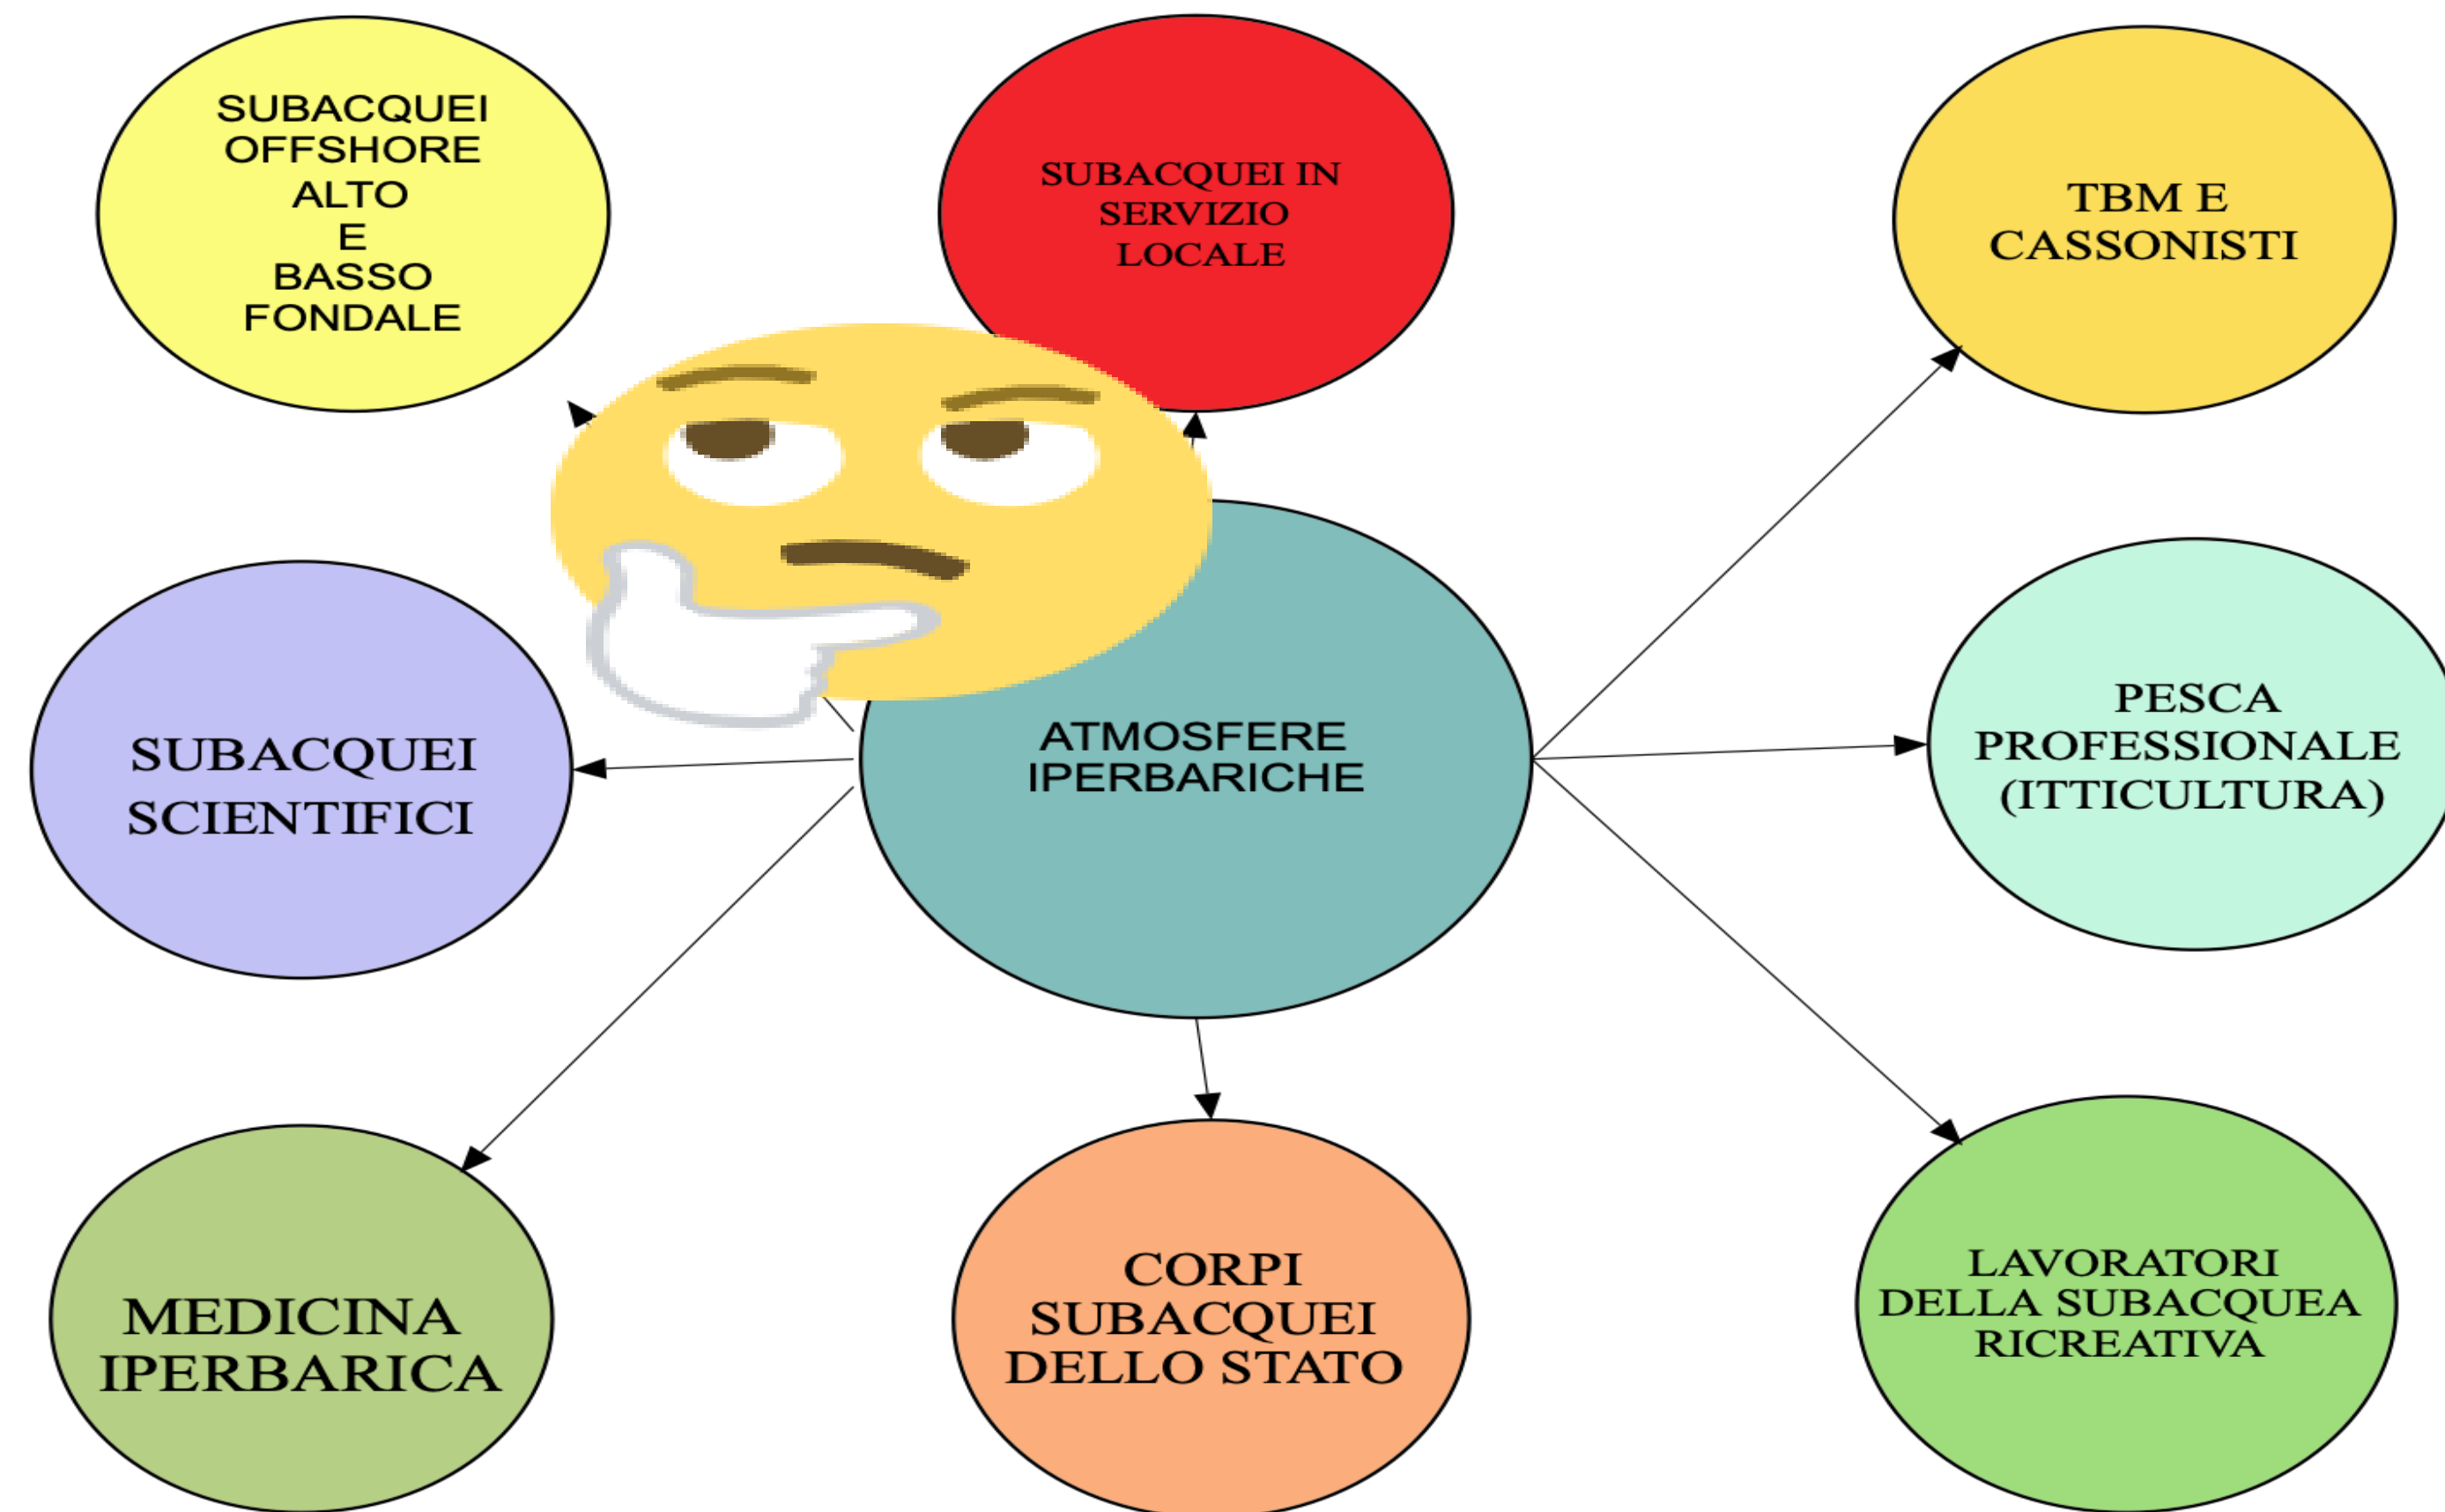 SUBACQUEI
OFFSHORE
ALTO
E
BASSO
FONDALE
SUBACQUEI IN
SERVIZIO
LOCALE
TBM E
CASSONISTI
SUBACQUEI
SCIENTIFICI
ATMOSFERE
IPERBARICHE
PESCA
PROFESSIONALE
(ITTICULTURA)
MEDICINA
IPERBARICA
CORPI
SUBACQUEI
DELLO STATO
LAVORATORI
DELLA SUBACQUEA
RICREATIVA